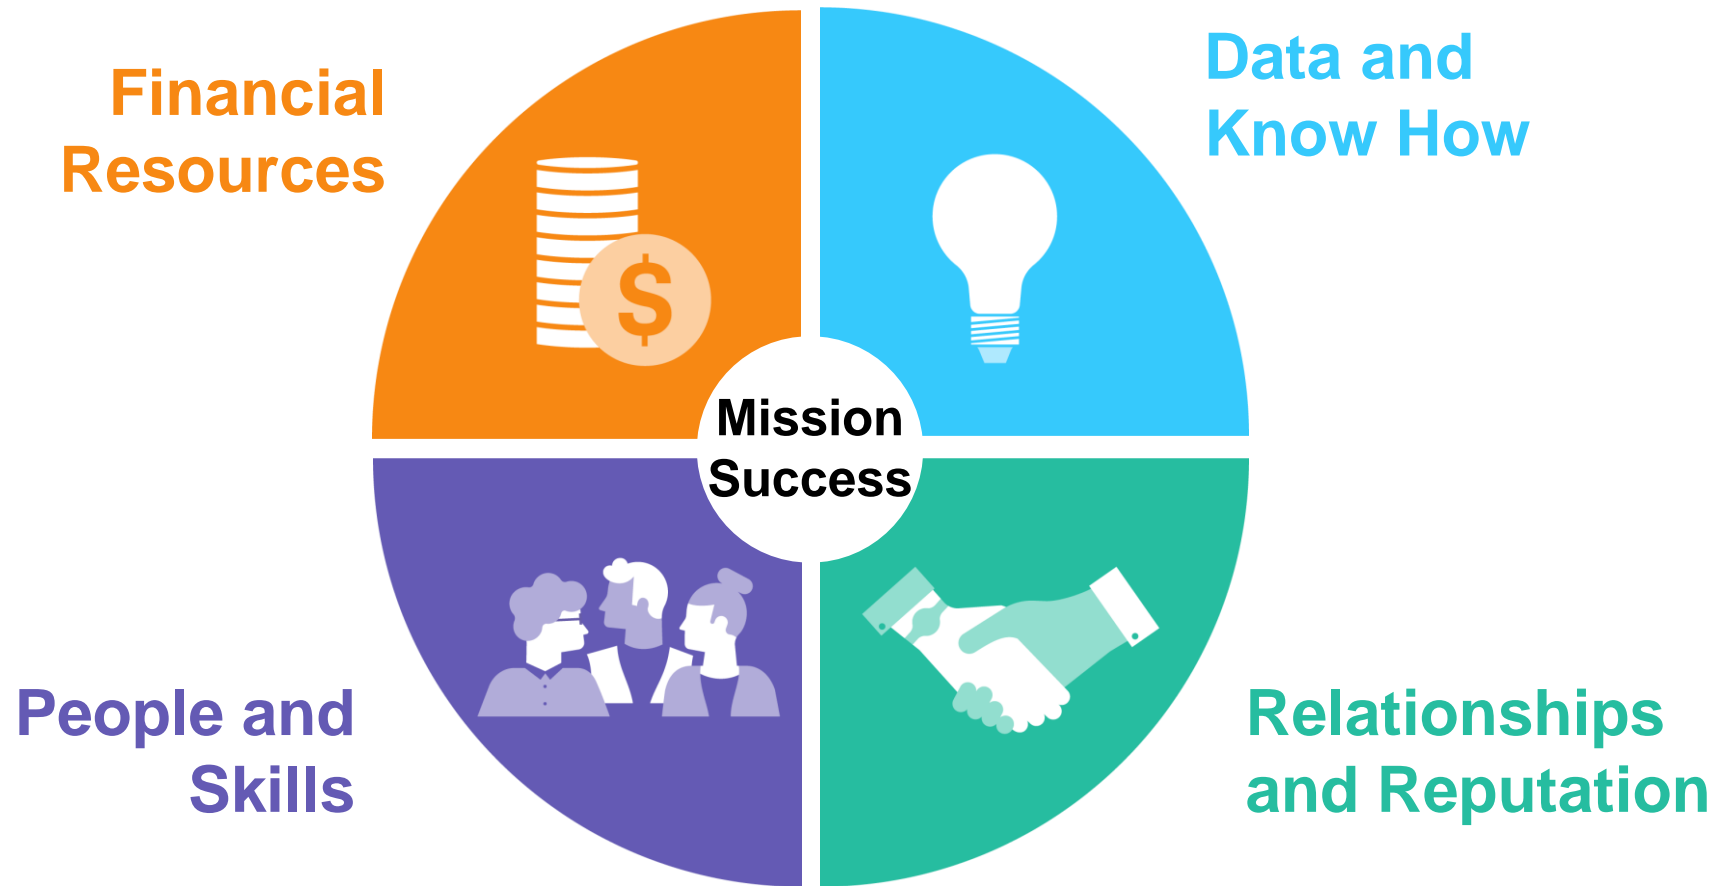 Financial
Resources
$
Data and
Know How
Mission
Success
People and
Skills
Relationships
and Reputation